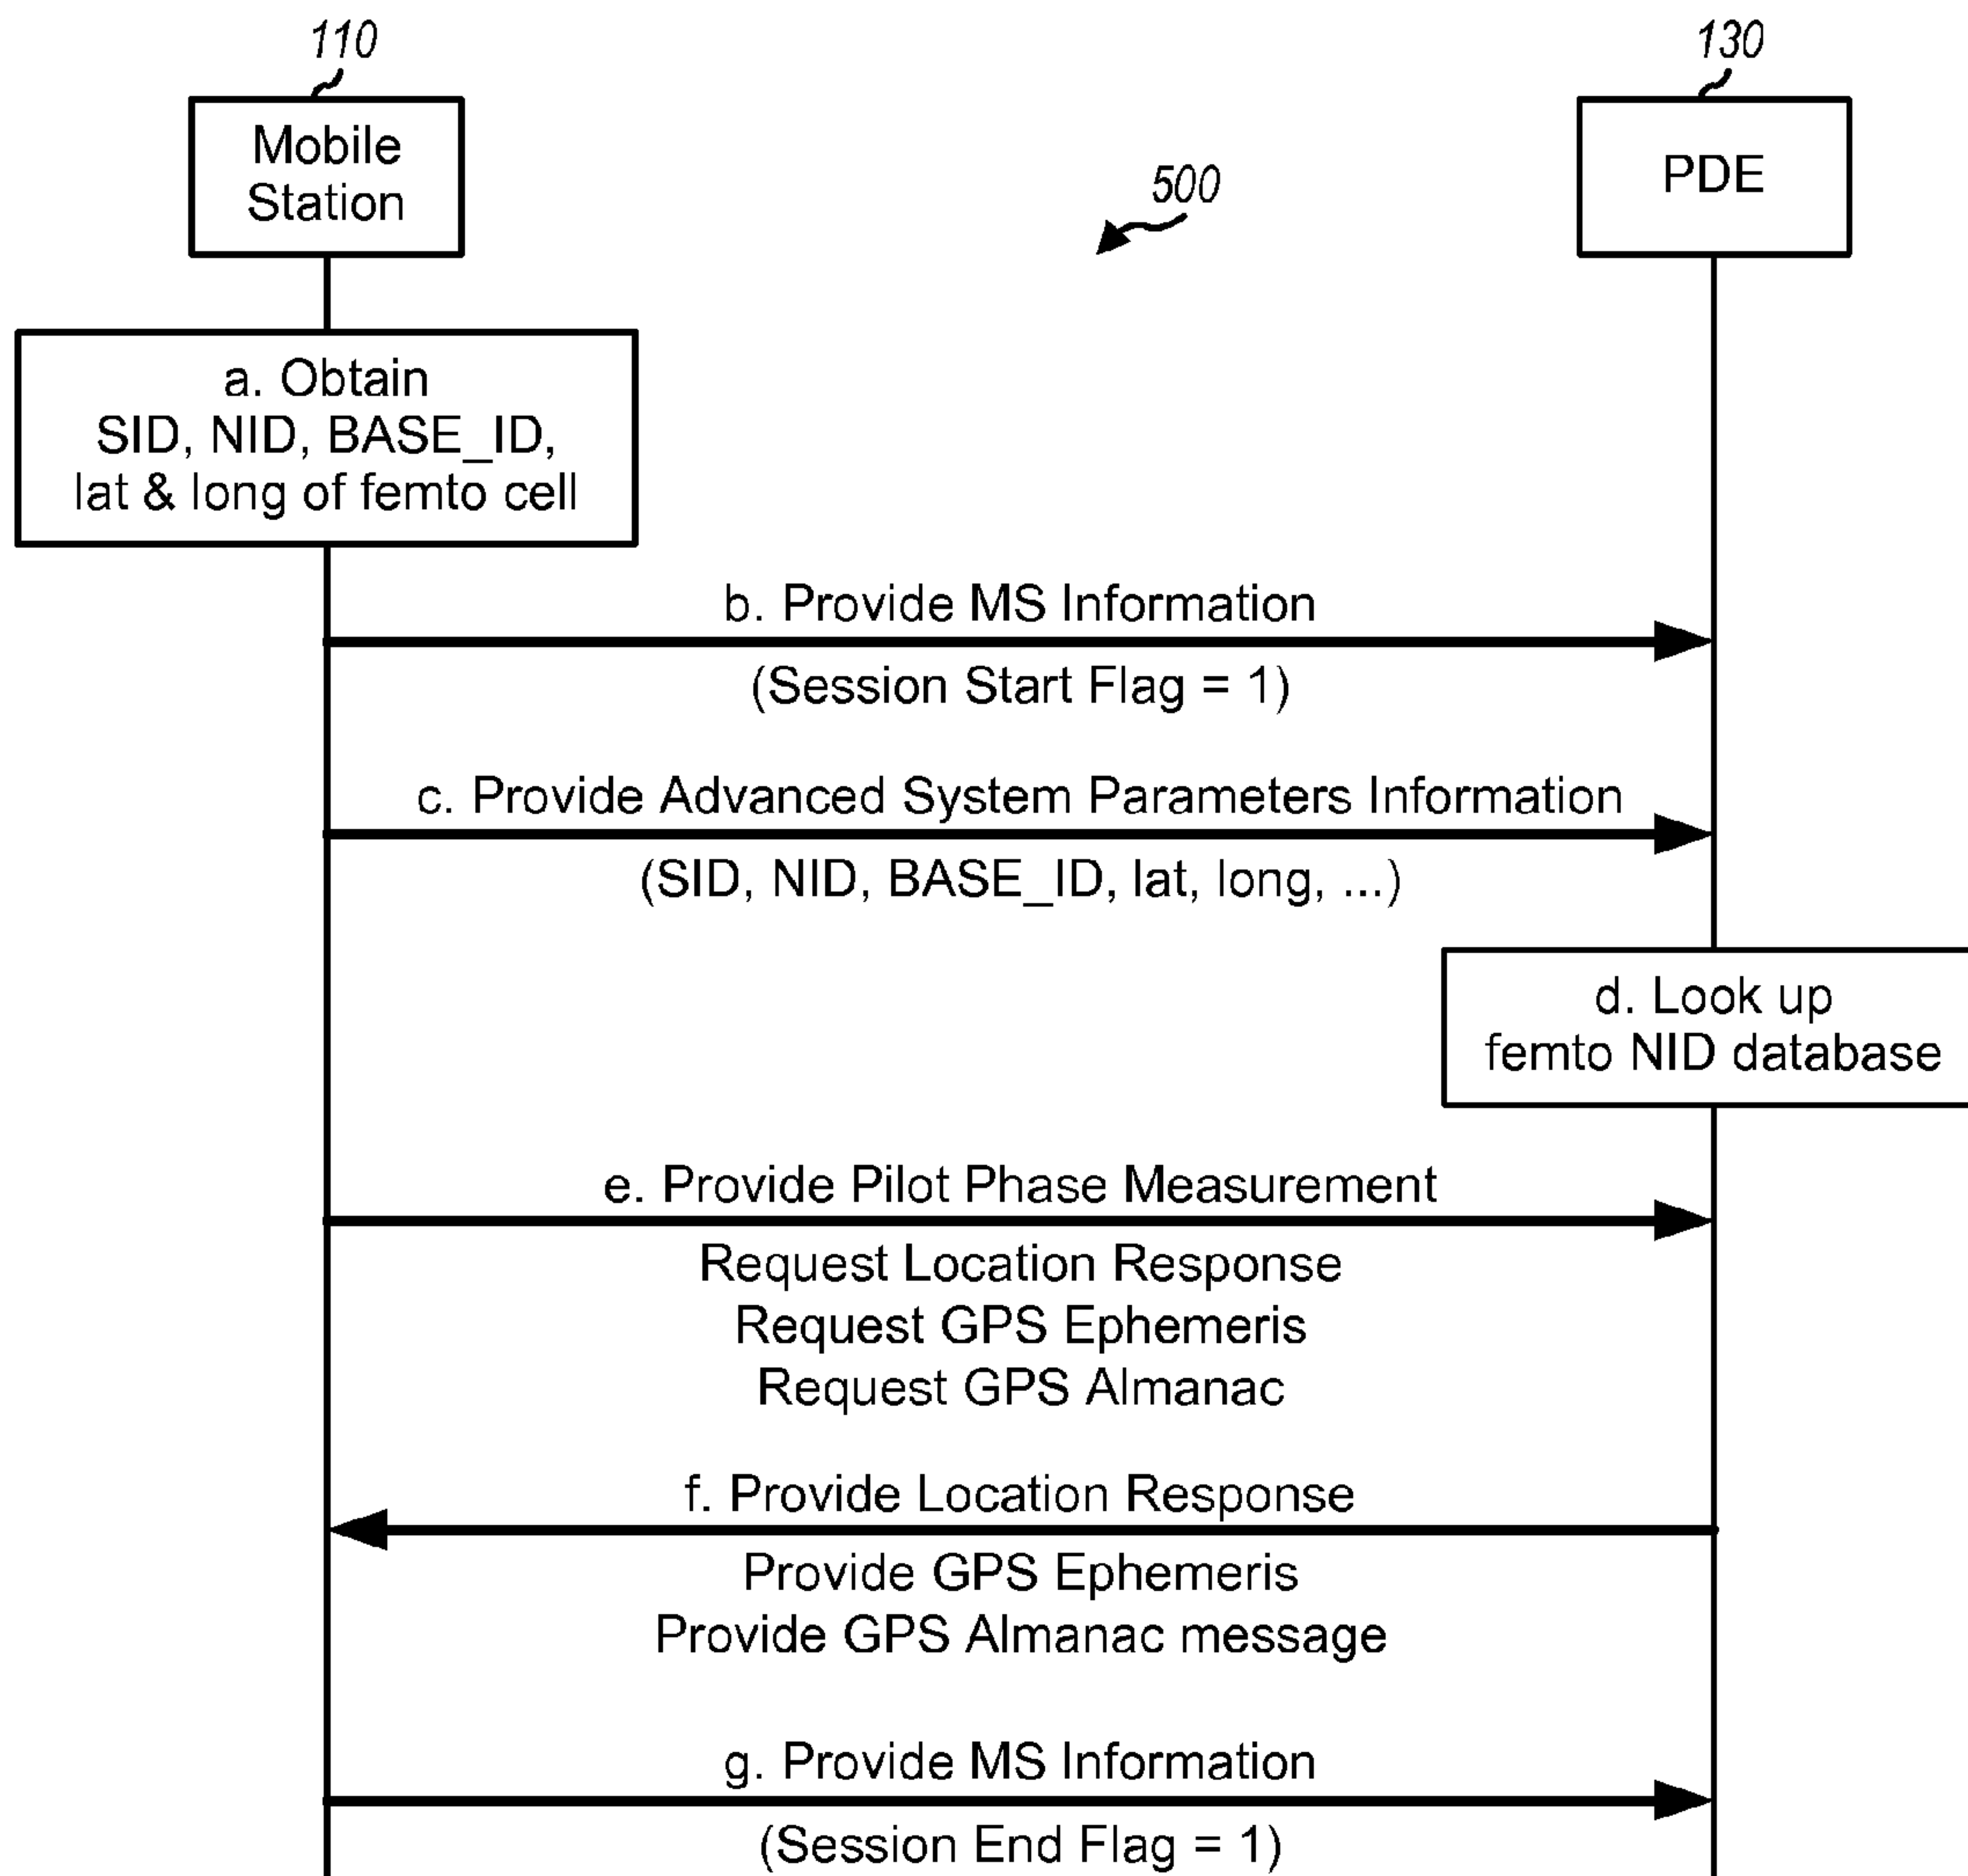 110
130
Mobile
Station
PDE
500
a. Obtain
SID, NID, BASE_ID,
lat & long of femto cell
b. Provide MS Information
(Session Start Flag = 1)
c. Provide Advanced System Parameters Information
(SID, NID, BASE_ID, lat, long, ...)
d. Look up
femto NID database
e. Provide Pilot Phase Measurement
Request Location Response
Request GPS Ephemeris
Request GPS Almanac
f. Provide Location Response
Provide GPS Ephemeris
Provide GPS Almanac message
g. Provide MS Information
(Session End Flag = 1)